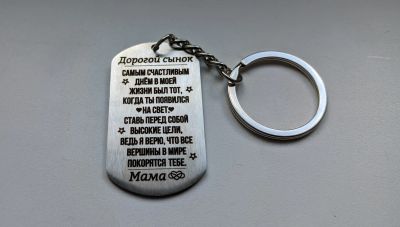 Дорогой сынок
САМЫМ СЧАСТЛИВЫМ
ДНЁМ В МОЕЙ
ЖИЗНИ БЫЛ ТОТ,
КОГДА ТЫ ПОЯВИЛСЯ
НА СВЕТ
СТАВЬ ПЕРЕД СОБОЙ
ВЫСОКИЕ ЦЕЛИ,
ВЕДЬ Я ВЕРЮ, ЧТО ВСЕ
ВЕРШИНЫ В МИРЕ
ПОКОРЯТСЯ ТЕБЕ.
Мама